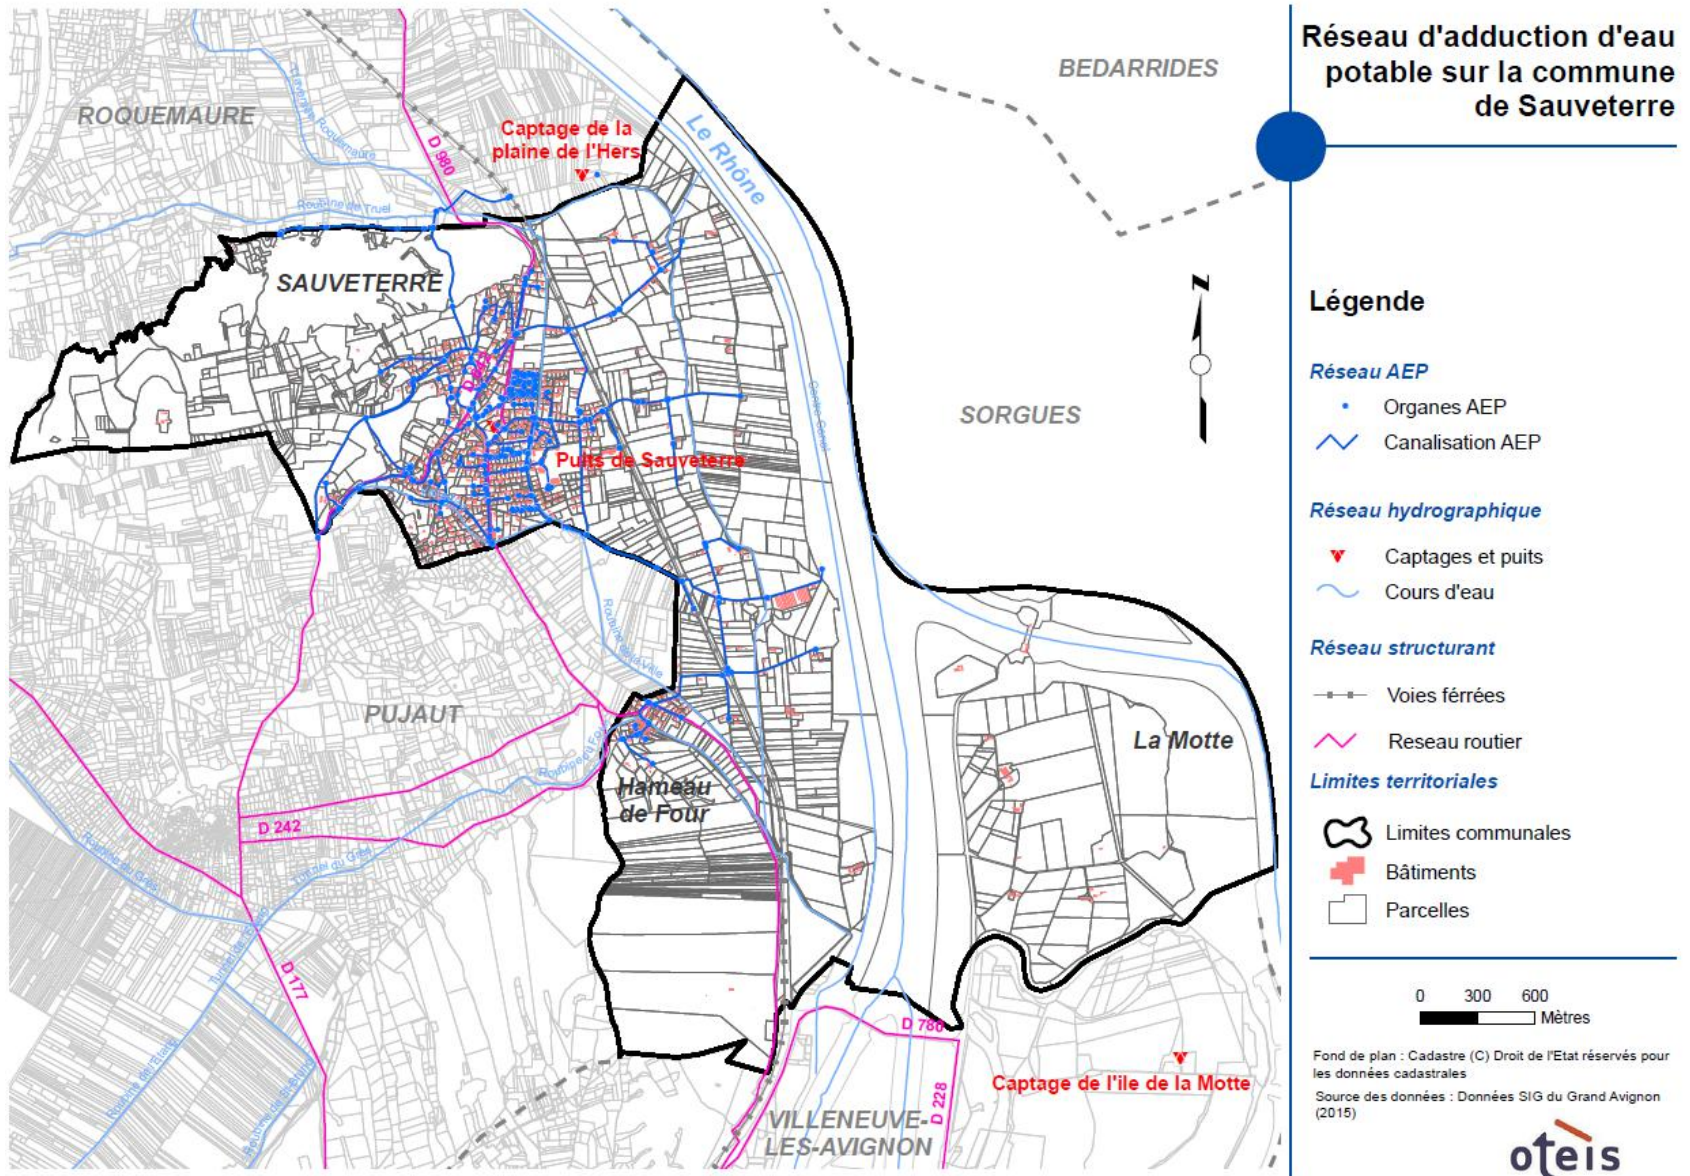 Réseau d'adduction d'eau
potable sur la commune
de Sauveterre
BEDARRIDES
ROQUEMAURE
Captage de la
plaine de l'Hers
D 980
Le Rhône
Roubine de Truel
SAUVETERRE
SORGUES
Puits de Sauveterre
PUJAUT
La Motte
Hameau
de Four
D 242
D 177
D 780
D 228
Captage de l'ile de la Motte
VILLENEUVE-
LES-AVIGNON
N
Légende
Réseau AEP
Organes AEP
Canalisation AEP
Réseau hydrographique
Captages et puits
Cours d'eau
Réseau structurant
Voies férrées
Reseau routier
Limites territoriales
Limites communales
Bâtiments
Parcelles
0 300 600
Mètres
Fond de plan : Cadastre (C) Droit de l'Etat réservés pour
les données cadastrales
Source des données : Données SIG du Grand Avignon
(2015)
oteis